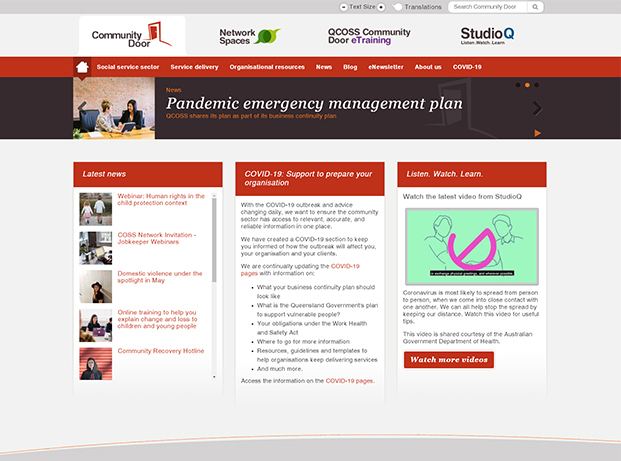 Text Size
Translations
Search Community Door
Community
Door
Network
Spaces
QCOSS Community
Door eTraining
StudioQ
Listen.Watch.Learn
Social service sector
Service delivery
Organisational resources
News
Blog
eNewsletter
About us
COVID-19
News
Pandemic emergency management plan
QCOSS shares its plan as part of its business continuity plan
Latest news
Webinar: Human rights in the
child protection context
COSS Network Invitation -
Jobkeeper Webinars
Domestic violence under the
spotlight in May
Online training to help you
explain change and loss to
children and young people
Community Recovery Hotline
COVID-19: Support to prepare your
organisation
With the COVID-19 outbreak and advice
changing daily, we want to ensure the community
sector has access to relevant, accurate, and
reliable information in one place.
We have created a COVID-19 section to keep
you informed of how the outbreak will affect you,
your organisation and your clients.
We are continually updating the COVID-19
pages with information on:
What your business continuity plan should
look like
What is the Queensland Government's plan
to support vulnerable people?
Your obligations under the Work Health
and Safety Act
Where to go for more information
Resources, guidelines and templates to
help organisations keep delivering services
And much more.
Access the information on the COVID-19 pages.
Listen. Watch. Learn.
Watch the latest video from StudioQ
to exchange physical greetings, and wherever possible,
Coronavirus is most likely to spread from person
to person, when we come into close contact with
one another. We can all help stop the spread by
keeping our distance. Watch this video for useful
tips.
This video is shared courtesy of the Australian
Government Department of Health.
Watch more videos